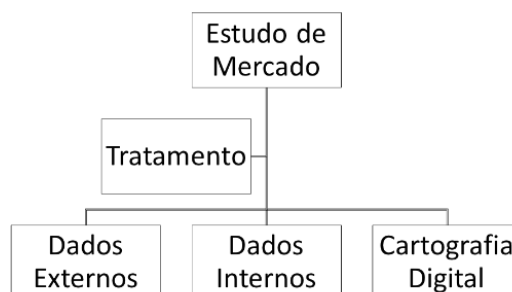 Estudo de
Mercado
Tratamento
Dados
Externos
Dados
Internos
Cartografia
Digital